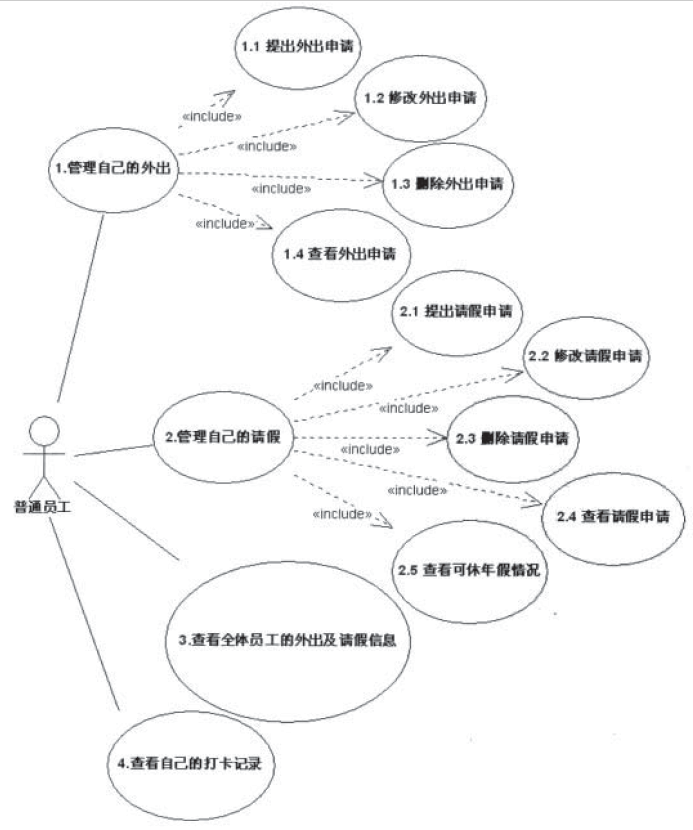 1.1 提出外出申请
1.2 修改外出申请
«include»
«include»
1.管理自己的外出
«include»
1.3 删除外出申请
«include»
1.4 查看外出申请
2.1 提出请假申请
2.2 修改请假申请
«include»
«include»
2.管理自己的请假
2.3 删除请假申请
«include»
«include»
2.4 查看请假申请
«include»
普通员工
2.5 查看可休年假情况
3.查看全体员工的外出及请假信息
4.查看自己的打卡记录